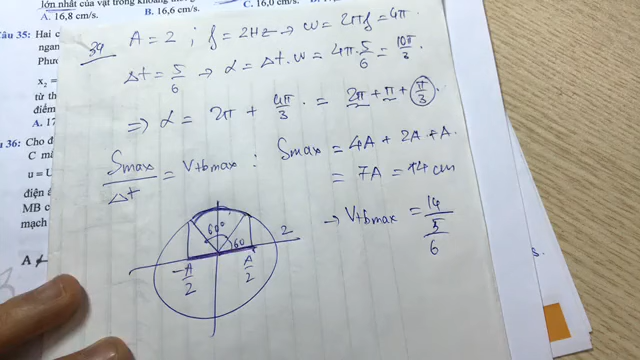 lớn nhất của vật trong khoảng
A. 16,8 cm/s.
B. 16,6 cm/s.
C. 16,0 cm/s.
Câu 35: Hai c
ngan
Phươ
x₂ =
từ th
điểm
A. 17
36: Cho đ
C mắ
u = U
điện á
MB c
mạch
A
34 A = 2 ; f = 2Hz → ω = 2πf = 4π
Δt = 5/6 → α = Δt.ω = 4π.5/6 = 10π/3
⇒ α = 2π + 4π/3 = 2π + π + π/3
Smax/Δt = Vtbmax : Smax = 4A + 2A + A
= 7A = 14 cm
→ Vtbmax = 14/(5/6)
60° 60 2
-A/2 A/2
s.